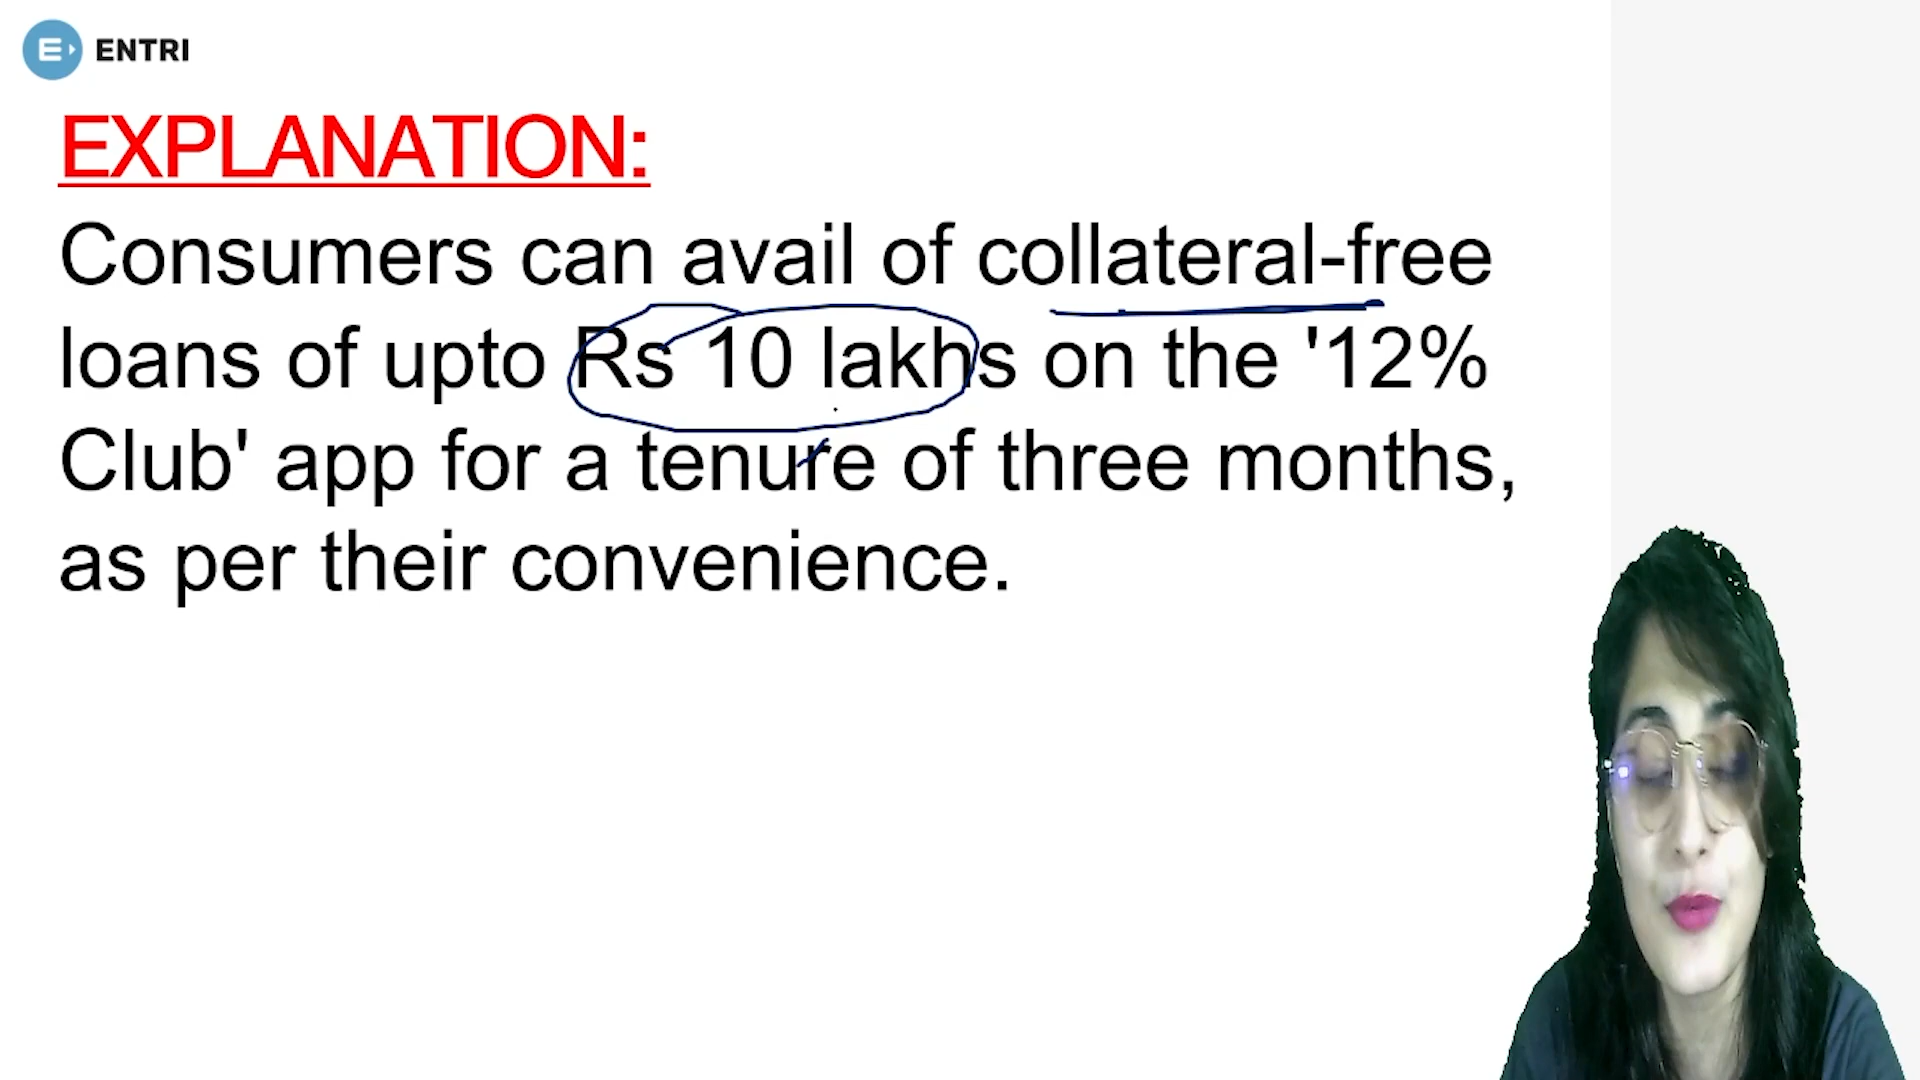 ENTRI
EXPLANATION:
Consumers can avail of collateral-free
loans of upto Rs 10 lakhs on the '12%
Club' app for a tenure of three months,
as per their convenience.